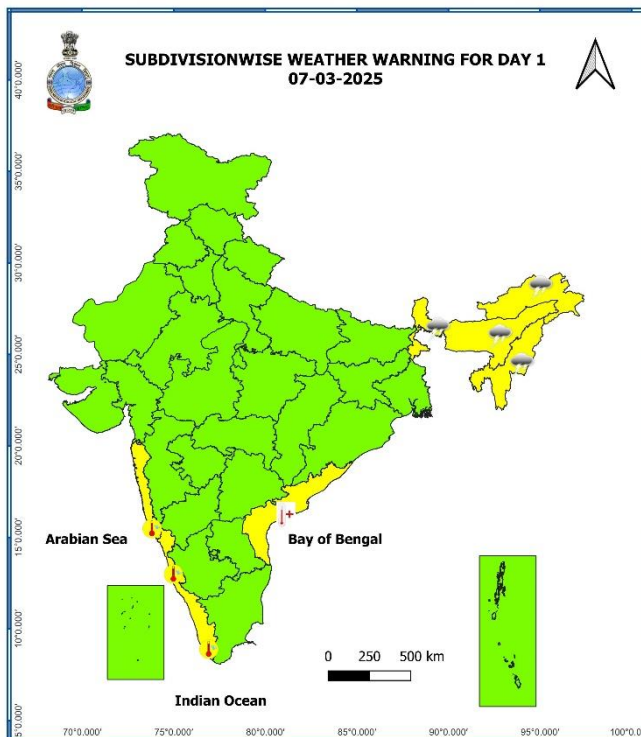 SUBDIVISIONWISE WEATHER WARNING FOR DAY 1
07-03-2025
40°0.000'
35°0.000'
30°0.000'
25°0.000'
20°0.000'
15°0.000'
10°0.000'
5°0.000'
Arabian Sea
Bay of Bengal
0 250 500 km
Indian Ocean
70°0.000' 75°0.000' 80°0.000' 85°0.000' 90°0.000' 95°0.000' 100°0.000'